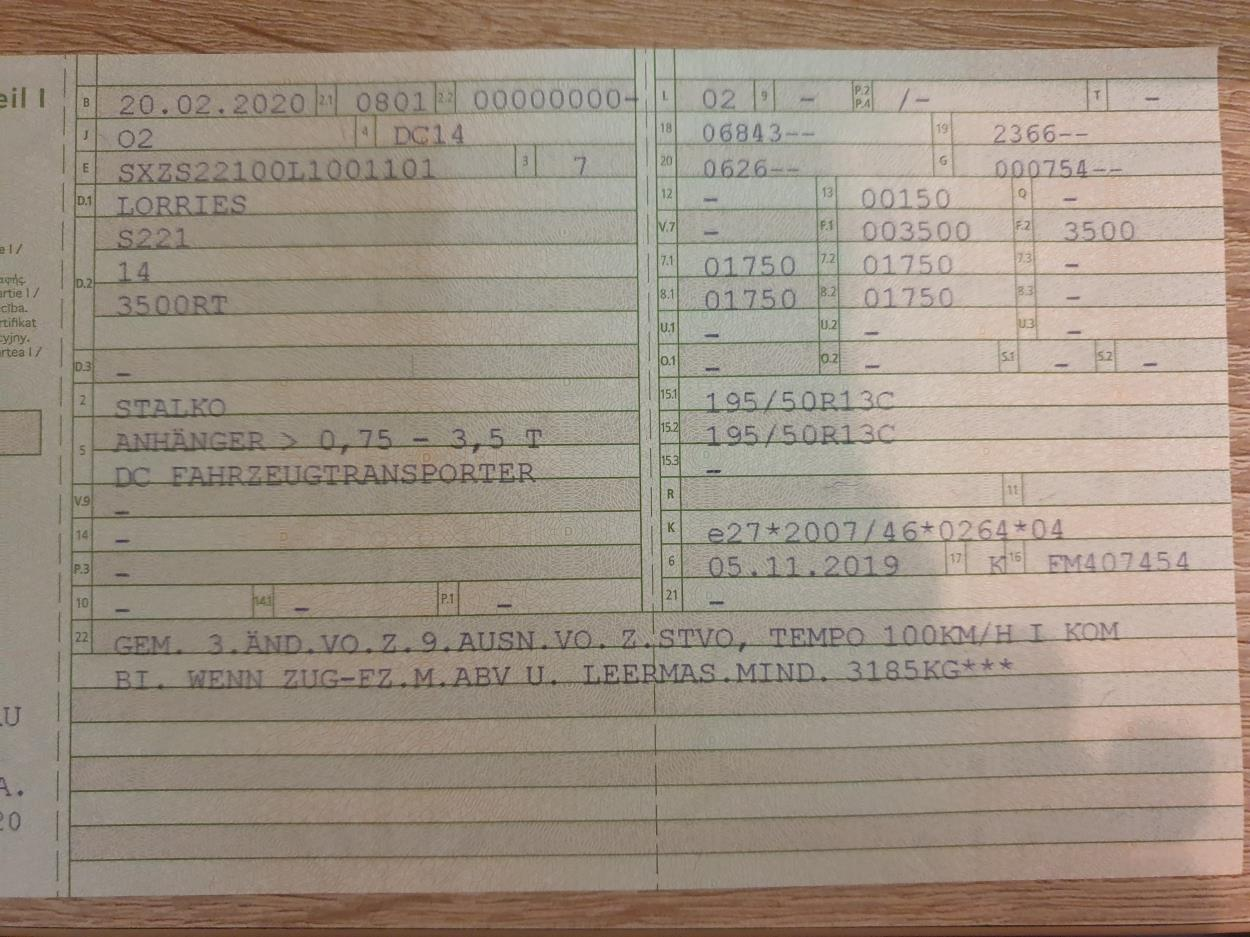 eil I
B 20.02.2020 2.1 0801 2.2 00000000-
J O2 4 DC14
E SXZS22100L1001101 3 7
D.1 LORRIES
S221
D.2 14
3500RT
D.3 –
2 STALKO
5 ANHÄNGER > 0,75 – 3,5 T
DC FAHRZEUGTRANSPORTER
V.9 –
14 –
P.3 –
10 – 14.1 – P.1 –
L 02 9 – P.2 P.4 /– T –
18 06843-- 19 2366--
20 0626-- G 000754--
12 – 13 00150 Q –
V.7 – F.1 003500 F.2 3500
7.1 01750 7.2 01750 7.3 –
8.1 01750 8.2 01750 8.3 –
U.1 – U.2 – U.3 –
O.1 – O.2 – S.1 – S.2 –
15.1 195/50R13C
15.2 195/50R13C
15.3 –
R 11
K e27*2007/46*0264*04
6 05.11.2019 17 K 16 FM407454
21 –
22 GEM. 3.ÄND.VO.Z.9.AUSN.VO. Z.STVO, TEMPO 100KM/H I KOM
BI. WENN ZUG-FZ.M.ABV U. LEERMAS.MIND. 3185KG***
e I /
artie I /
ecība.
rtifikat
cyjny.
artea I /
U
A.
20